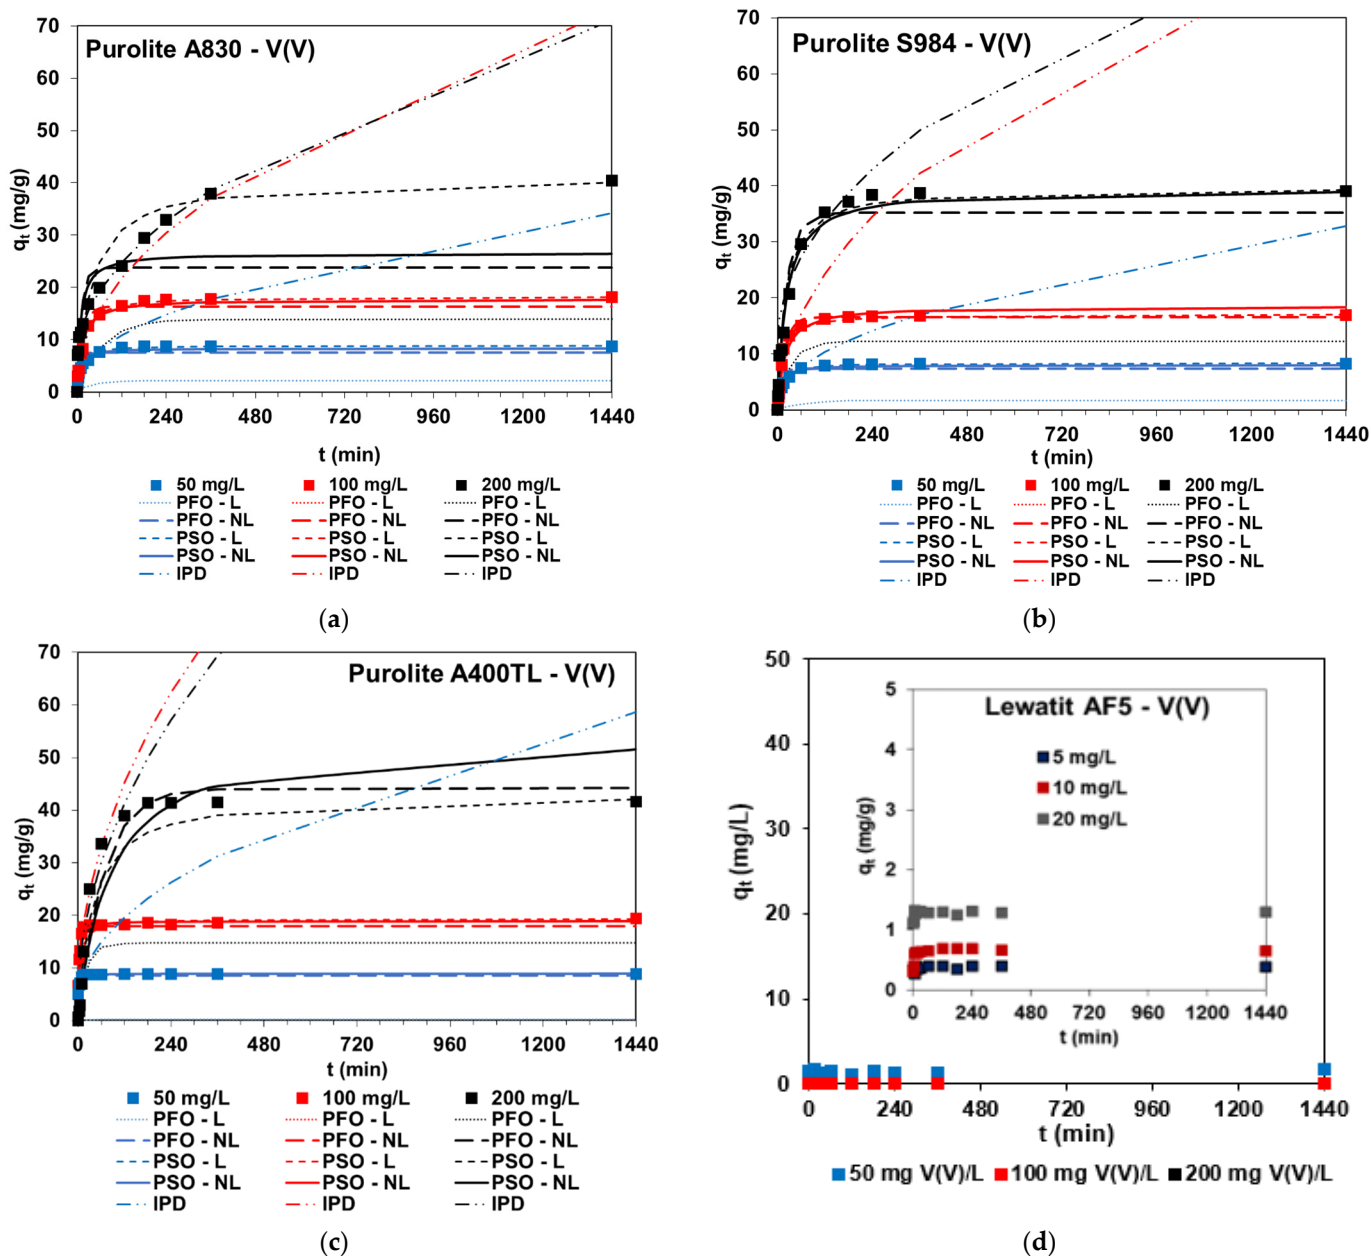 Purolite A830 - V(V)
qt (mg/g)
70
60
50
40
30
20
10
0
0 240 480 720 960 1200 1440
t (min)
50 mg/L 100 mg/L 200 mg/L
PFO - L PFO - L PFO - L
PFO - NL PFO - NL PFO - NL
PSO - L PSO - L PSO - L
PSO - NL PSO - NL PSO - NL
IPD IPD IPD
(a)
Purolite S984 - V(V)
qt (mg/g)
70
60
50
40
30
20
10
0
0 240 480 720 960 1200 1440
t (min)
50 mg/L 100 mg/L 200 mg/L
PFO - L PFO - L PFO - L
PFO - NL PFO - NL PFO - NL
PSO - L PSO - L PSO - L
PSO - NL PSO - NL PSO - NL
IPD IPD IPD
(b)
Purolite A400TL - V(V)
qt (mg/g)
70
60
50
40
30
20
10
0
0 240 480 720 960 1200 1440
t (min)
50 mg/L 100 mg/L 200 mg/L
PFO - L PFO - L PFO - L
PFO - NL PFO - NL PFO - NL
PSO - L PSO - L PSO - L
PSO - NL PSO - NL PSO - NL
IPD IPD IPD
(c)
qt (mg/L)
50
40
30
20
10
0
Lewatit AF5 - V(V)
5 mg/L
10 mg/L
20 mg/L
qt (mg/g)
5
4
3
2
1
0
0 240 480 720 960 1200 1440
t (min)
0 240 480 720 960 1200 1440
t (min)
50 mg V(V)/L 100 mg V(V)/L 200 mg V(V)/L
(d)